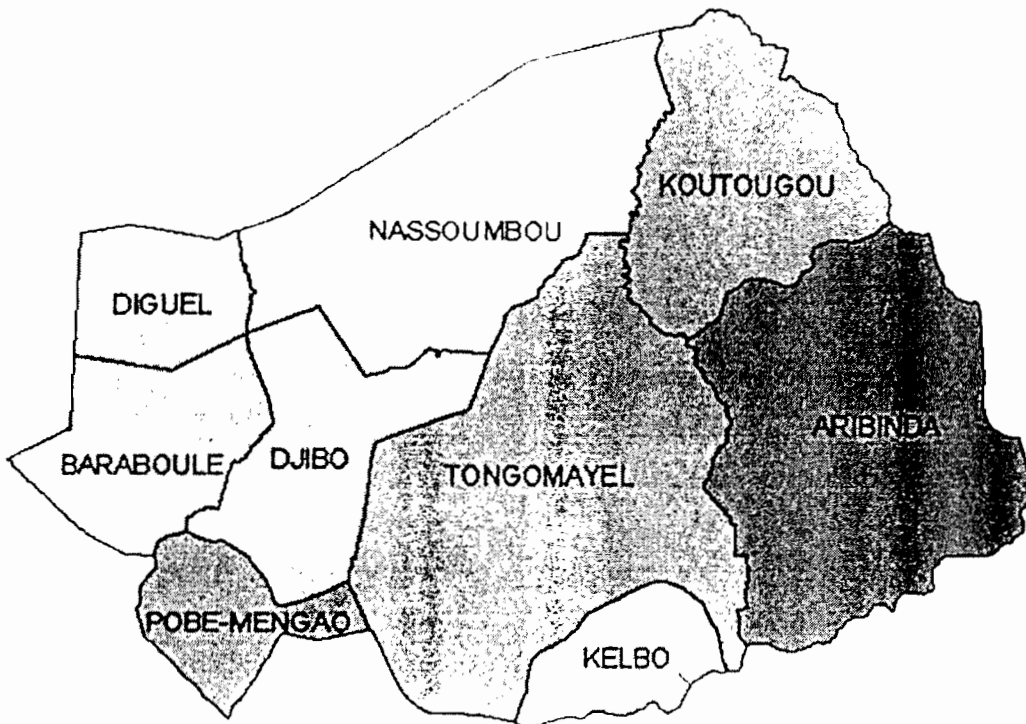 KOUTOUGOU
NASSOUMBOU
DIGUEL
ARIBINDA
BARABOULE
DJIBO
TONGOMAYEL
POBE-MENGAO
KELBO